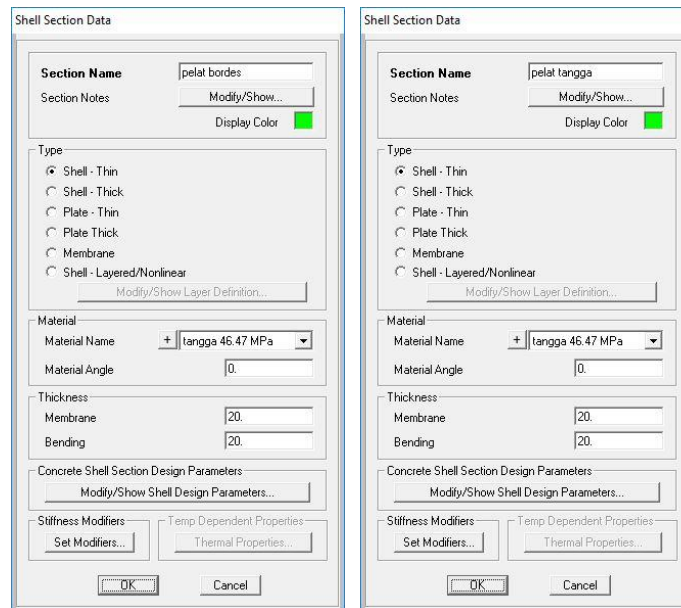 Shell Section Data
Section Name pelat bordes
Section Notes Modify/Show...
Display Color
Type
Shell - Thin
Shell - Thick
Plate - Thin
Plate Thick
Membrane
Shell - Layered/Nonlinear
Modify/Show Layer Definition...
Material
Material Name + tangga 46.47 MPa
Material Angle 0.
Thickness
Membrane 20.
Bending 20.
Concrete Shell Section Design Parameters
Modify/Show Shell Design Parameters...
Stiffness Modifiers Temp Dependent Properties
Set Modifiers... Thermal Properties...
OK Cancel
Shell Section Data
Section Name pelat tangga
Section Notes Modify/Show...
Display Color
Type
Shell - Thin
Shell - Thick
Plate - Thin
Plate Thick
Membrane
Shell - Layered/Nonlinear
Modify/Show Layer Definition...
Material
Material Name + tangga 46.47 MPa
Material Angle 0.
Thickness
Membrane 20.
Bending 20.
Concrete Shell Section Design Parameters
Modify/Show Shell Design Parameters...
Stiffness Modifiers Temp Dependent Properties
Set Modifiers... Thermal Properties...
OK Cancel